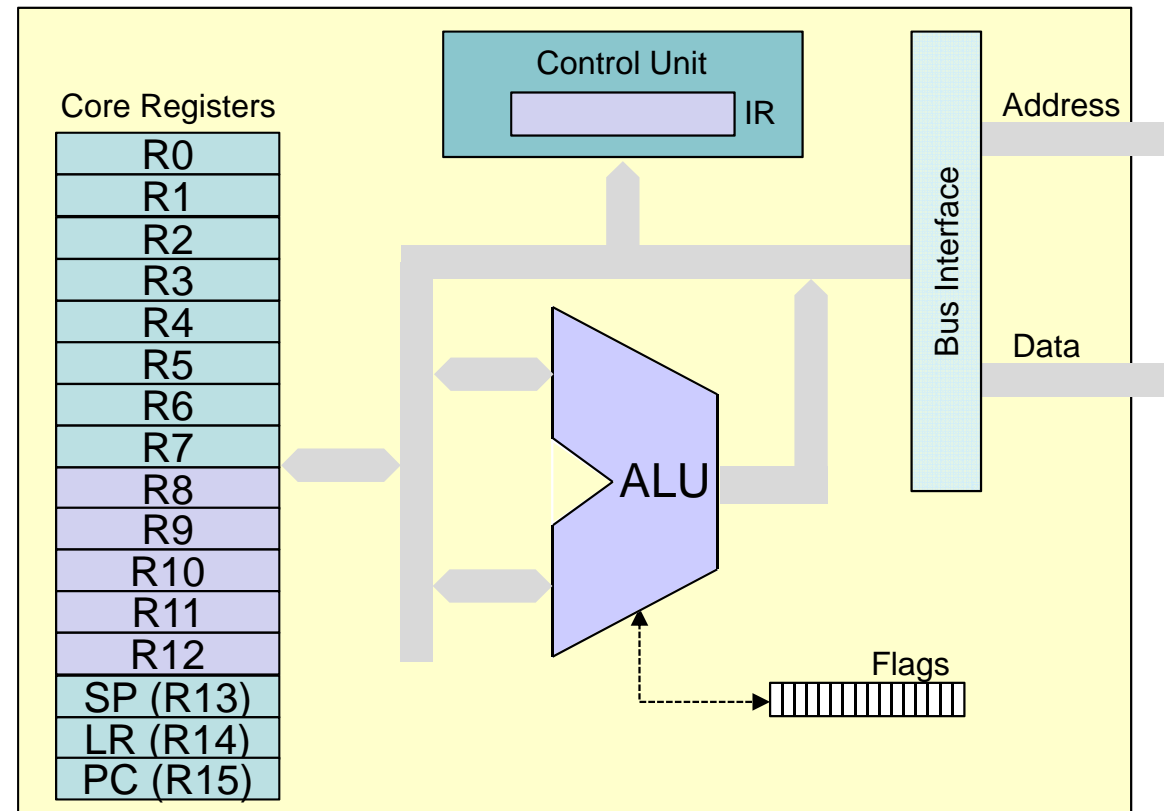 Control Unit
IR
Core Registers
R0
R1
R2
R3
R4
R5
R6
R7
R8
R9
R10
R11
R12
SP (R13)
LR (R14)
PC (R15)
ALU
Flags
Bus Interface
Address
Data